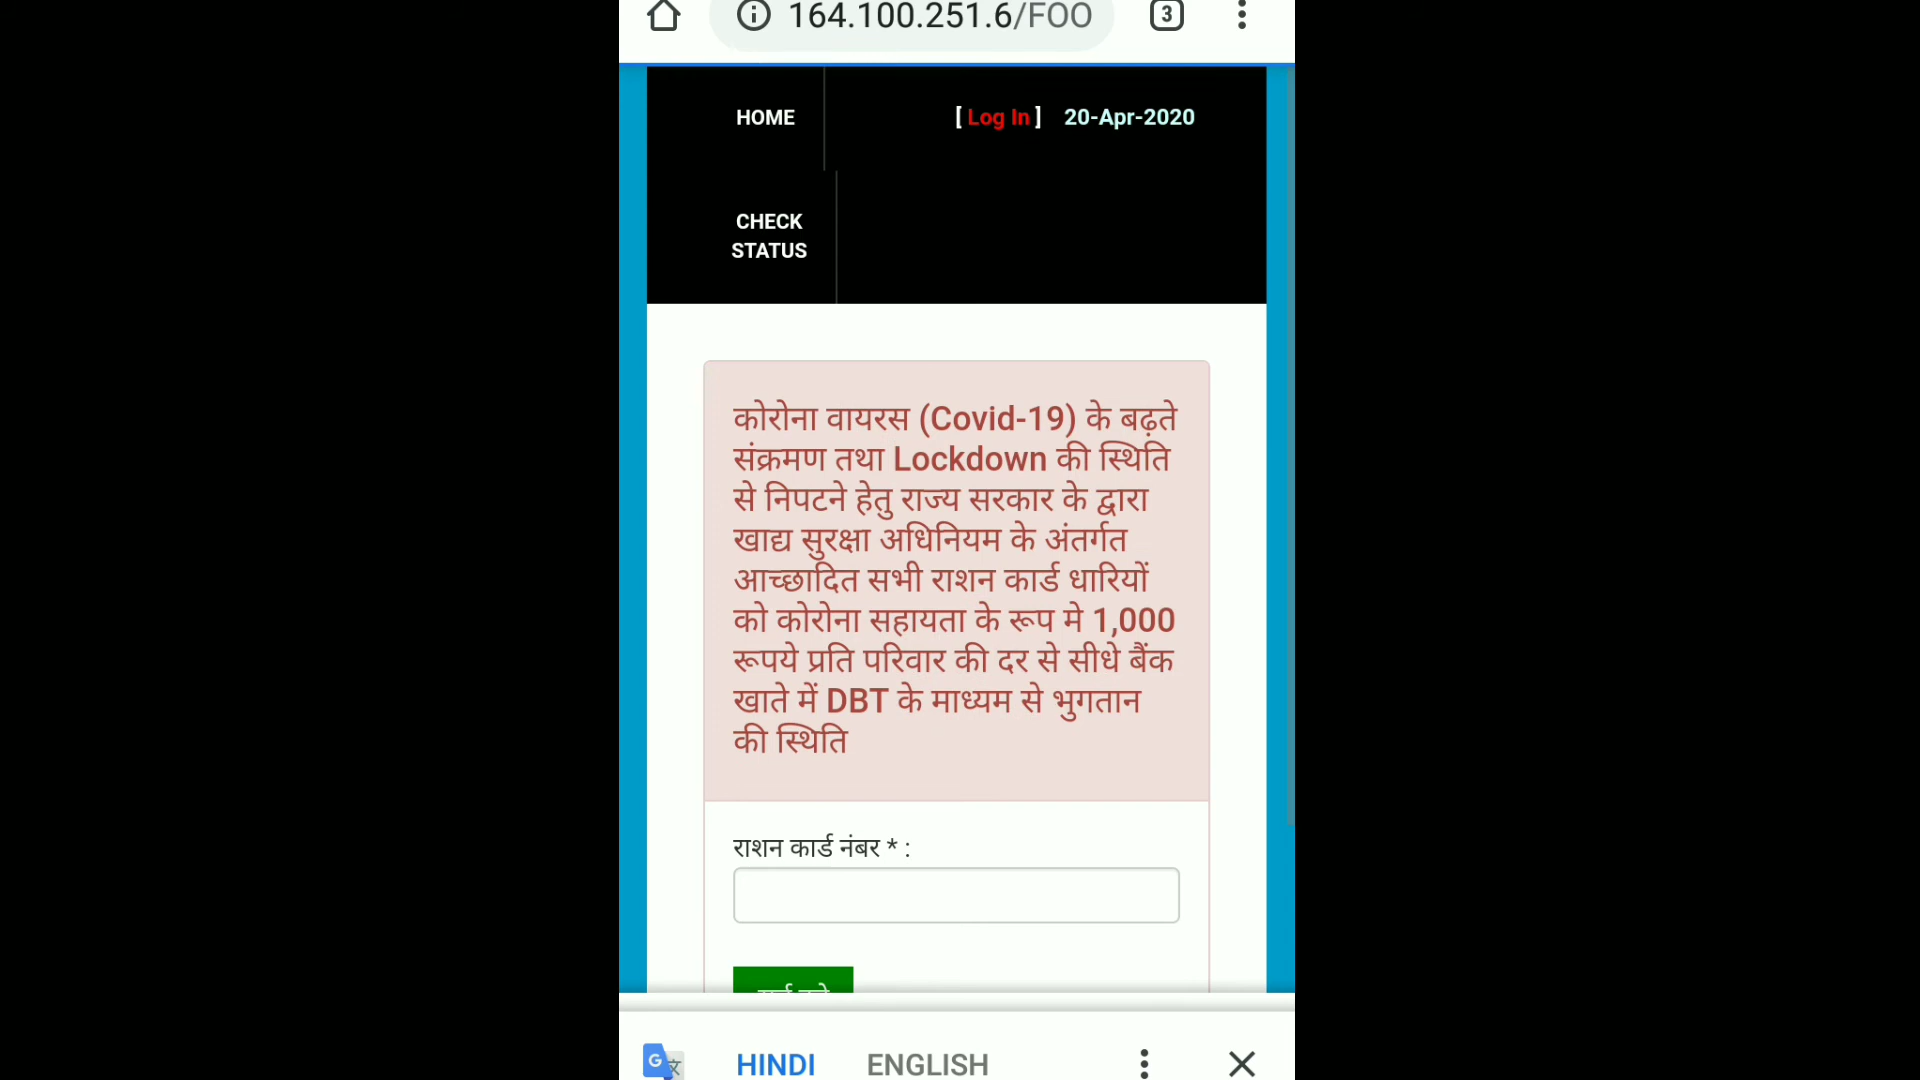 164.100.251.6/FOO
3
HOME
[ Log In ] 20-Apr-2020
CHECK
STATUS
कोरोना वायरस (Covid-19) के बढ़ते
संक्रमण तथा Lockdown की स्थिति
से निपटने हेतु राज्य सरकार के द्वारा
खाद्य सुरक्षा अधिनियम के अंतर्गत
आच्छादित सभी राशन कार्ड धारियों
को कोरोना सहायता के रूप मे 1,000
रूपये प्रति परिवार की दर से सीधे बैंक
खाते में DBT के माध्यम से भुगतान
की स्थिति
राशन कार्ड नंबर * :
HINDI ENGLISH